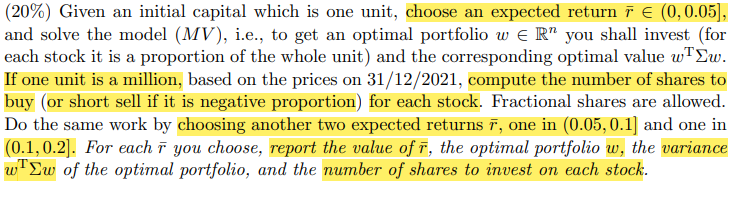 (20%) Given an initial capital which is one unit, choose an expected return r̄ ∈ (0,0.05],
and solve the model (MV), i.e., to get an optimal portfolio w ∈ ℝⁿ you shall invest (for
each stock it is a proportion of the whole unit) and the corresponding optimal value wᵀΣw.
If one unit is a million, based on the prices on 31/12/2021, compute the number of shares to
buy (or short sell if it is negative proportion) for each stock. Fractional shares are allowed.
Do the same work by choosing another two expected returns r̄, one in (0.05,0.1] and one in
(0.1,0.2]. For each r̄ you choose, report the value of r̄, the optimal portfolio w, the variance
wᵀΣw of the optimal portfolio, and the number of shares to invest on each stock.